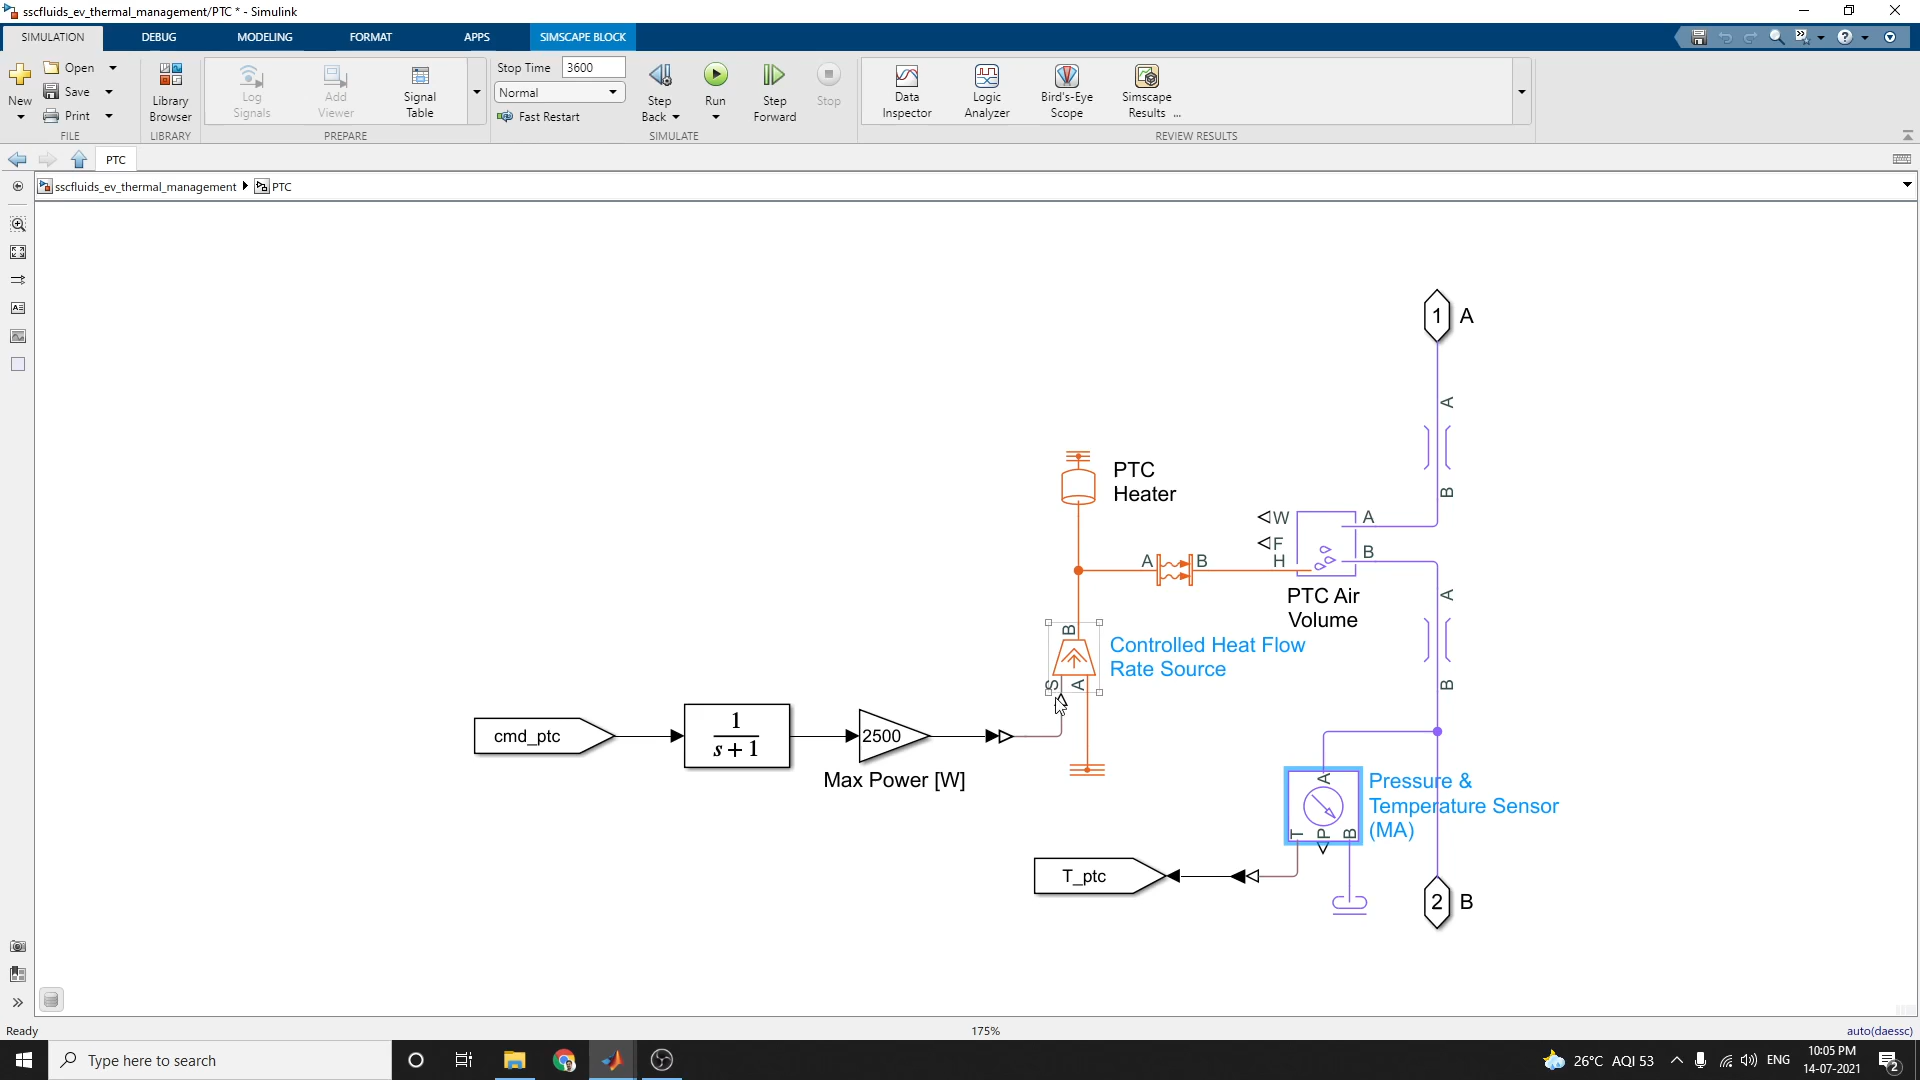 sscfluids_ev_thermal_management/PTC * - Simulink
SIMULATION DEBUG MODELING FORMAT APPS SIMSCAPE BLOCK
New
Open
Save
Print
FILE
Library
Browser
LIBRARY
Log
Signals
Add
Viewer
Signal
Table
PREPARE
Stop Time 3600
Normal
Fast Restart
Step
Back
Run
Step
Forward
Stop
SIMULATE
Data
Inspector
Logic
Analyzer
Bird's-Eye
Scope
Simscape
Results ...
REVIEW RESULTS
PTC
sscfluids_ev_thermal_management PTC
1 A
A
B
PTC
Heater
W
F
H
A
B
A B
PTC Air
Volume
A
B
B
Controlled Heat Flow
Rate Source
S A
cmd_ptc
1
s+1
2500
Max Power [W]
A
T P B
Pressure &
Temperature Sensor
(MA)
T_ptc
2 B
Ready
175%
auto(daessc)
Type here to search
26°C AQI 53
ENG
10:05 PM
14-07-2021
2